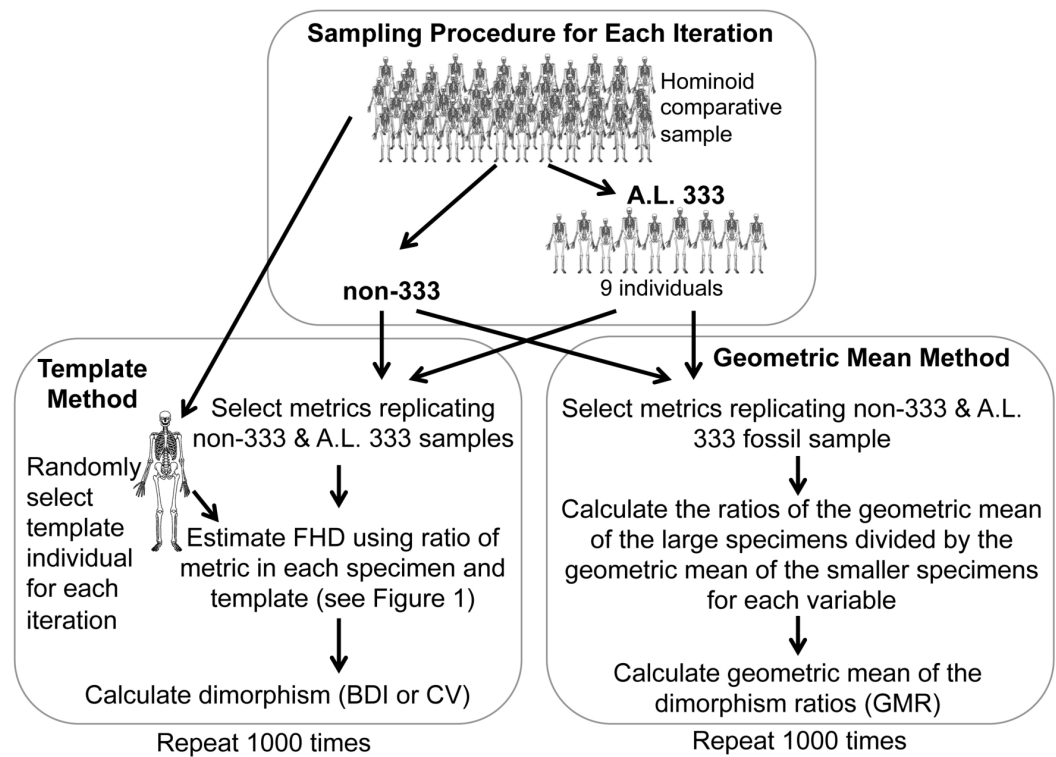 Sampling Procedure for Each Iteration
Hominoid
comparative
sample
A.L. 333
9 individuals
non-333
Template
Method
Randomly
select
template
individual
for each
iteration
Select metrics replicating
non-333 & A.L. 333 samples
Estimate FHD using ratio of
metric in each specimen and
template (see Figure 1)
Calculate dimorphism (BDI or CV)
Repeat 1000 times
Geometric Mean Method
Select metrics replicating non-333 & A.L.
333 fossil sample
Calculate the ratios of the geometric mean
of the large specimens divided by the
geometric mean of the smaller specimens
for each variable
Calculate geometric mean of the
dimorphism ratios (GMR)
Repeat 1000 times